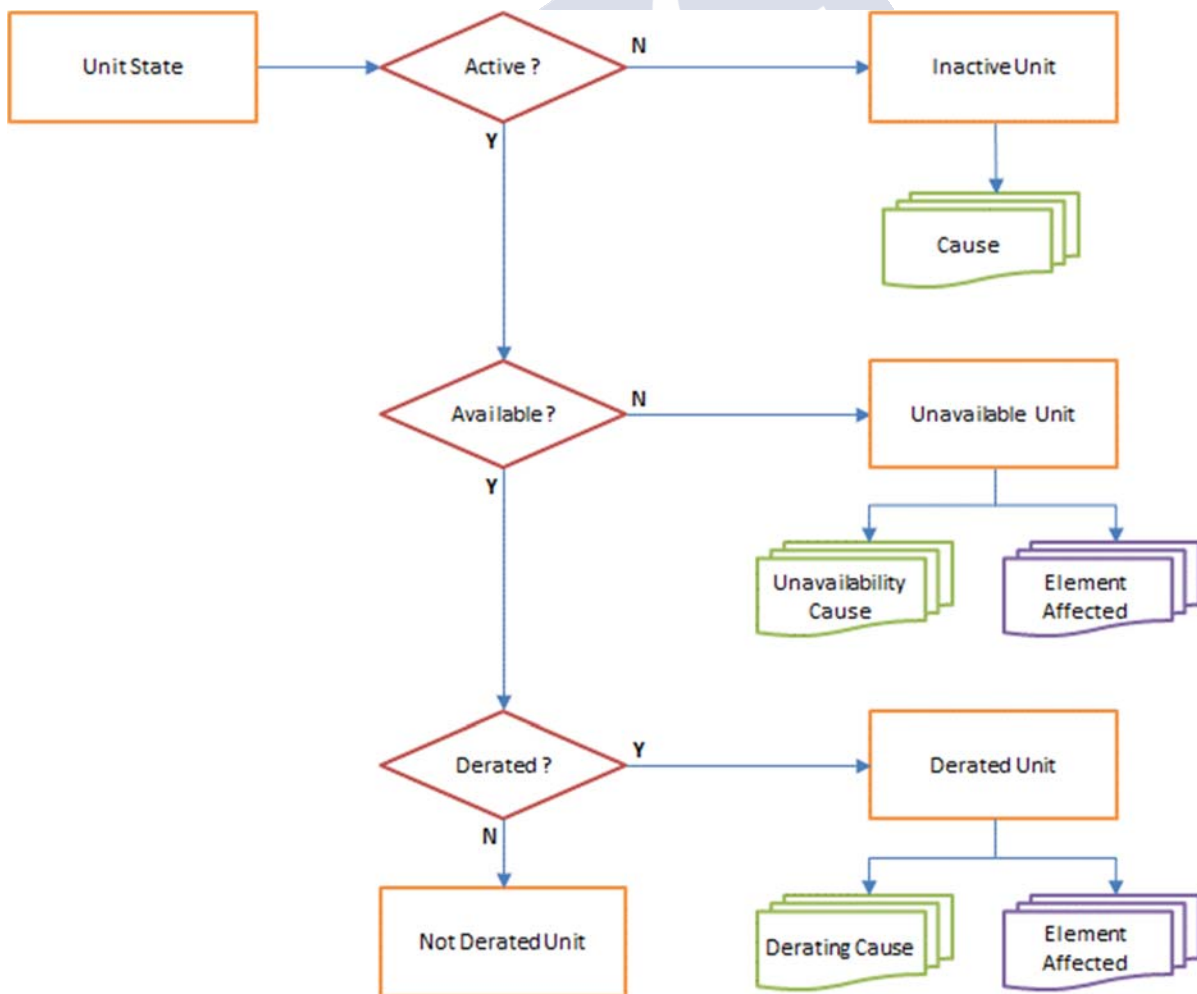 Unit State
Active ?
N
Inactive Unit
Y
Cause
Available ?
N
Unavailable Unit
Y
Unavailability
Cause
Element
Affected
Derated ?
Y
Derated Unit
N
Not Derated Unit
Derating Cause
Element
Affected